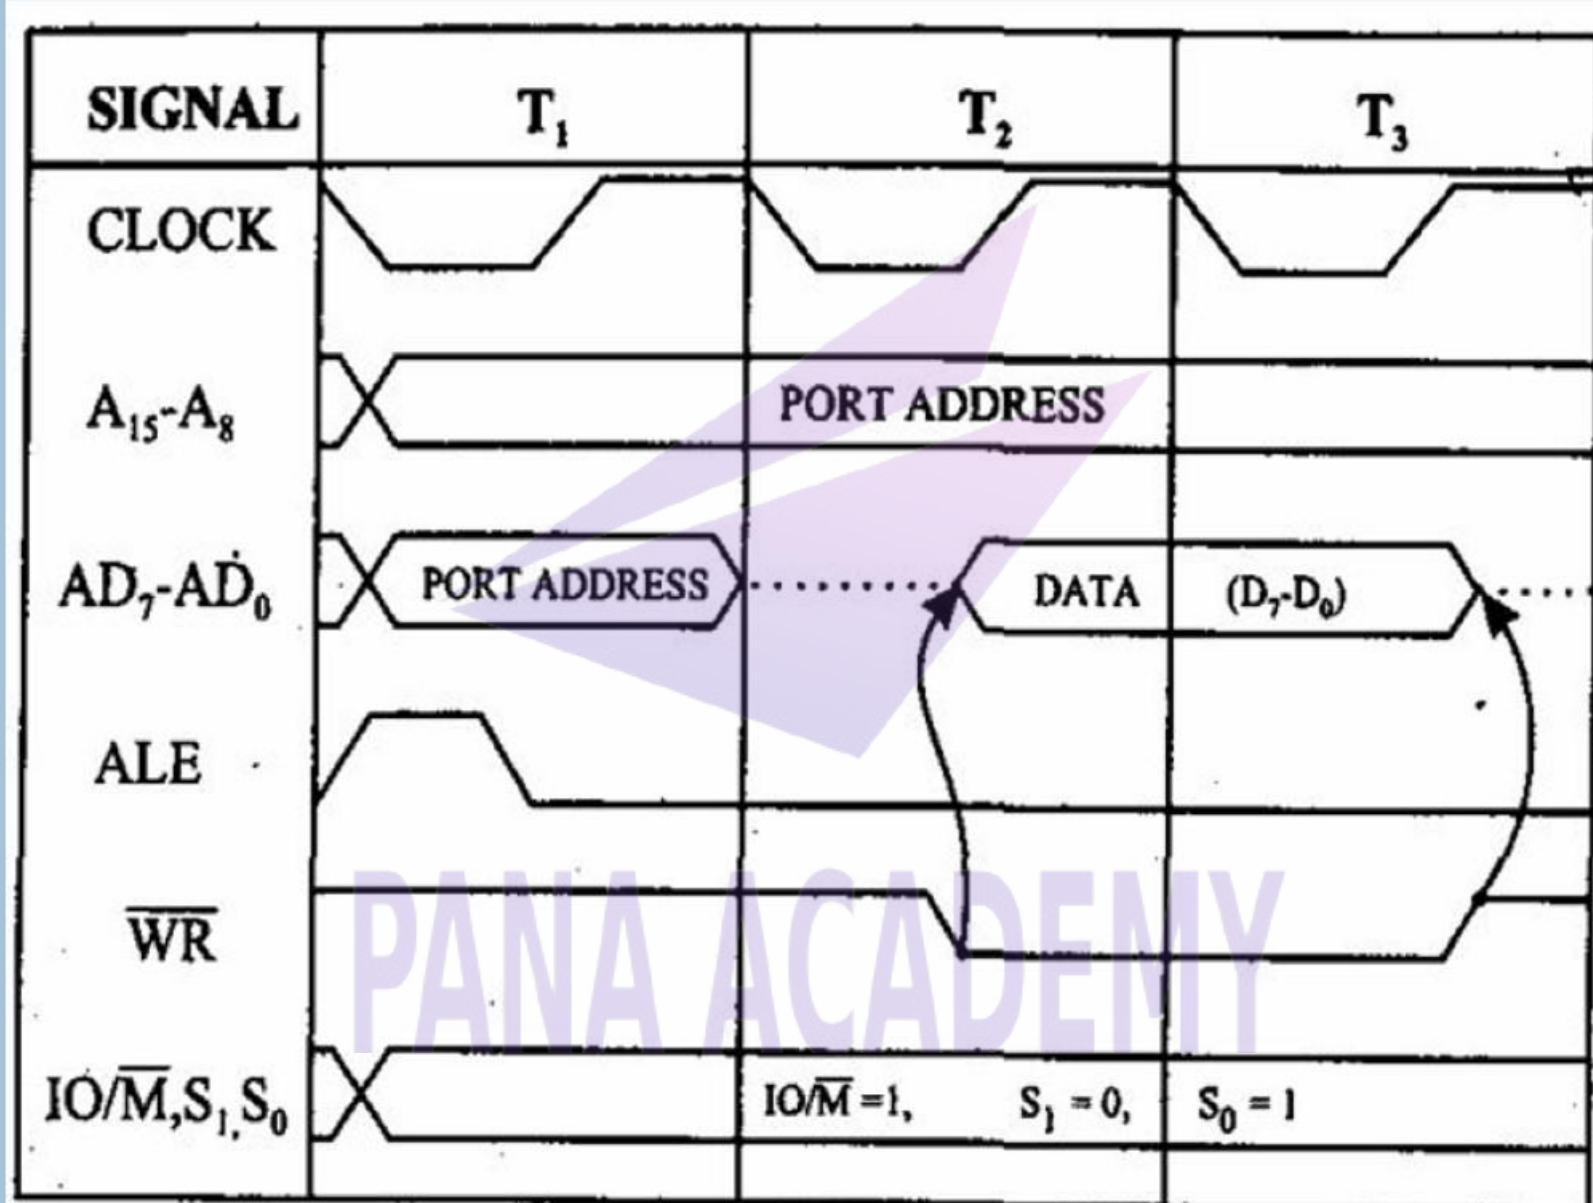 SIGNAL T₁ T₂ T₃
CLOCK
A₁₅-A₈ PORT ADDRESS
AD₇-AD₀ PORT ADDRESS DATA (D₇-D₀)
ALE
W̅R̅
PANA ACADEMY
IO/M̅,S₁,S₀ IO/M̅ =1, S₁ = 0, S₀ = 1